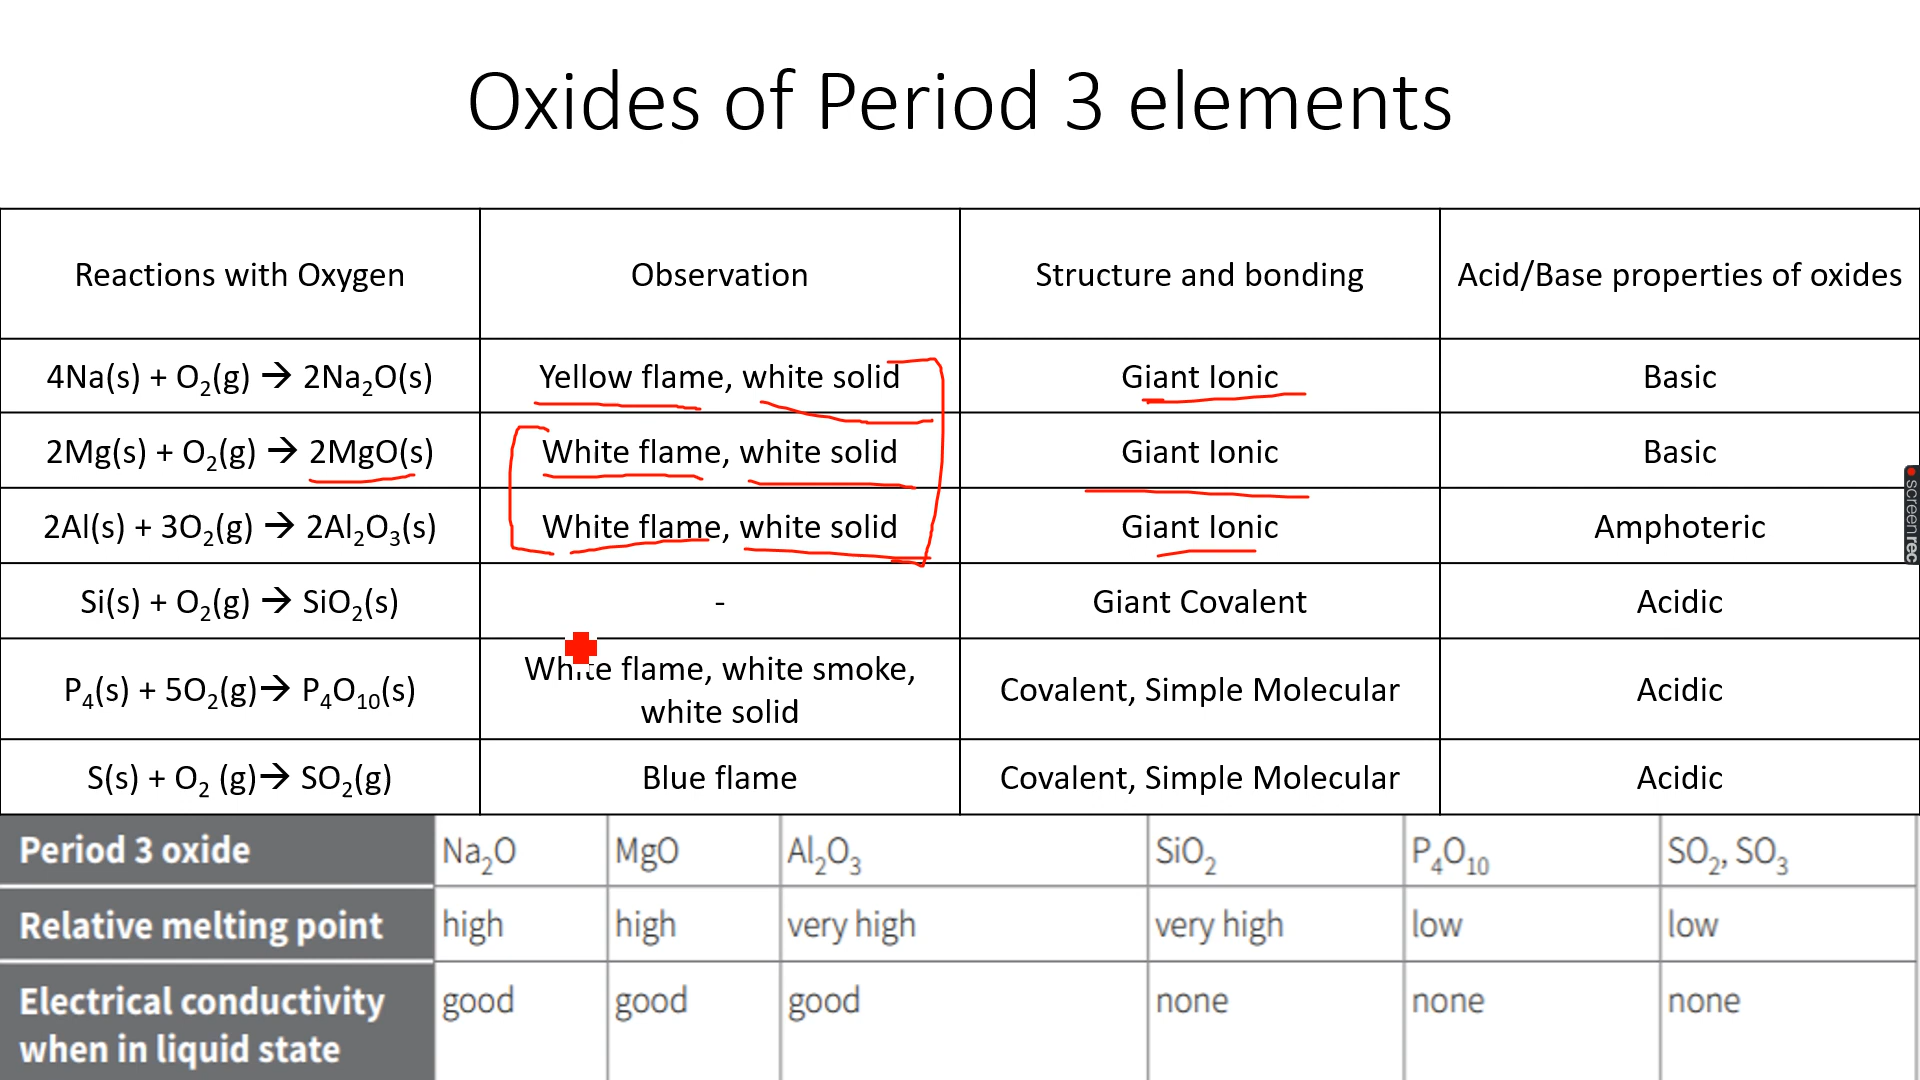 Oxides of Period 3 elements
Reactions with Oxygen
Observation
Structure and bonding
Acid/Base properties of oxides
4Na(s) + O₂(g) → 2Na₂O(s)
Yellow flame, white solid
Giant Ionic
Basic
2Mg(s) + O₂(g) → 2MgO(s)
White flame, white solid
Giant Ionic
Basic
2Al(s) + 3O₂(g) → 2Al₂O₃(s)
White flame, white solid
Giant Ionic
Amphoteric
Si(s) + O₂(g) → SiO₂(s)
-
Giant Covalent
Acidic
P₄(s) + 5O₂(g)→ P₄O₁₀(s)
White flame, white smoke,
white solid
Covalent, Simple Molecular
Acidic
S(s) + O₂ (g)→ SO₂(g)
Blue flame
Covalent, Simple Molecular
Acidic
Period 3 oxide
Na₂O
MgO
Al₂O₃
SiO₂
P₄O₁₀
SO₂, SO₃
Relative melting point
high
high
very high
very high
low
low
Electrical conductivity
when in liquid state
good
good
good
none
none
none
screenrec